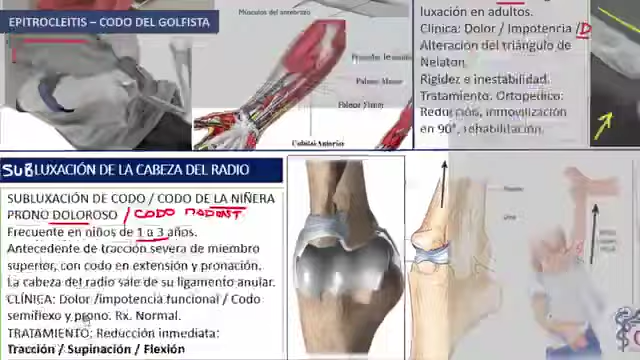 EPITROCLEITIS – CODO DEL GOLFISTA
Músculos del antebrazo
Palmar Mayor
luxación en adultos.
Clínica: Dolor / Impotencia / D
Alteración del triángulo de
Nelaton.
Rigidez e inestabilidad.
Tratamiento. Ortopedico:
Reducción, inmovilización
en 90°, rehabilitación.
SUBLUXACIÓN DE LA CABEZA DEL RADIO
SUBLUXACIÓN DE CODO / CODO DE LA NIÑERA
PRONO DOLOROSO / CODO
Frecuente en niños de 1 a 3 años.
Antecedente de tracción severa de miembro
superior, con codo en extensión y pronación.
La cabeza del radio sale de su ligamento anular.
CLÍNICA: Dolor /impotencia funcional / Codo
semiflexo y prono. Rx. Normal.
TRATAMIENTO: Reducción inmediata:
Tracción / Supinación / Flexión